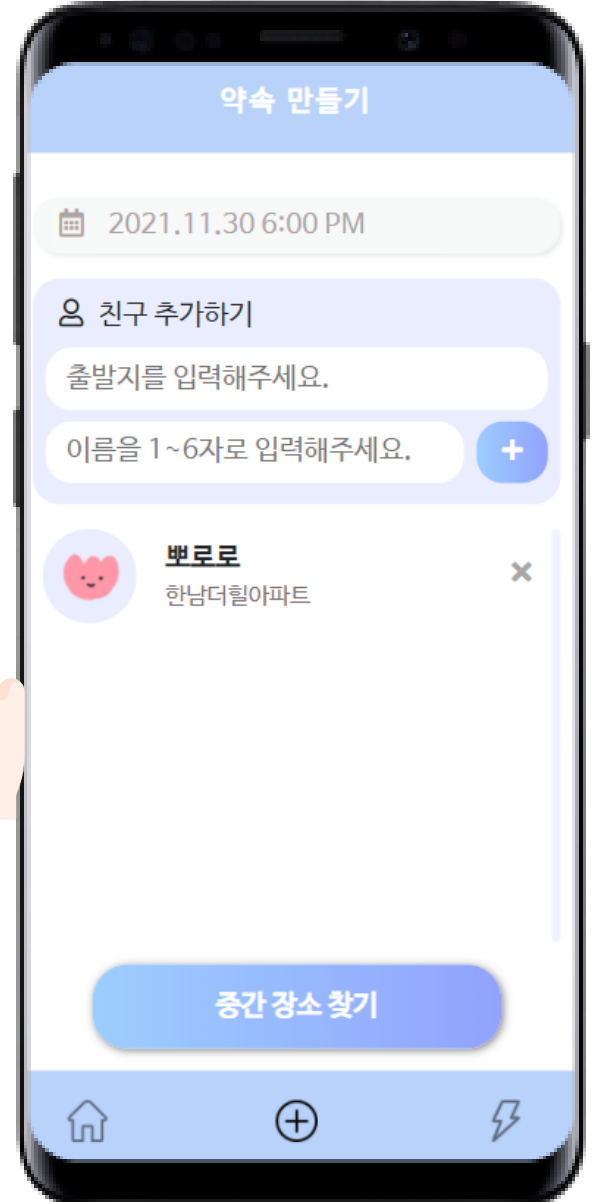 약속 만들기
2021.11.30 6:00 PM
친구 추가하기
출발지를 입력해주세요.
이름을 1~6자로 입력해주세요.
+
뽀로로
한남더힐아파트
중간 장소 찾기